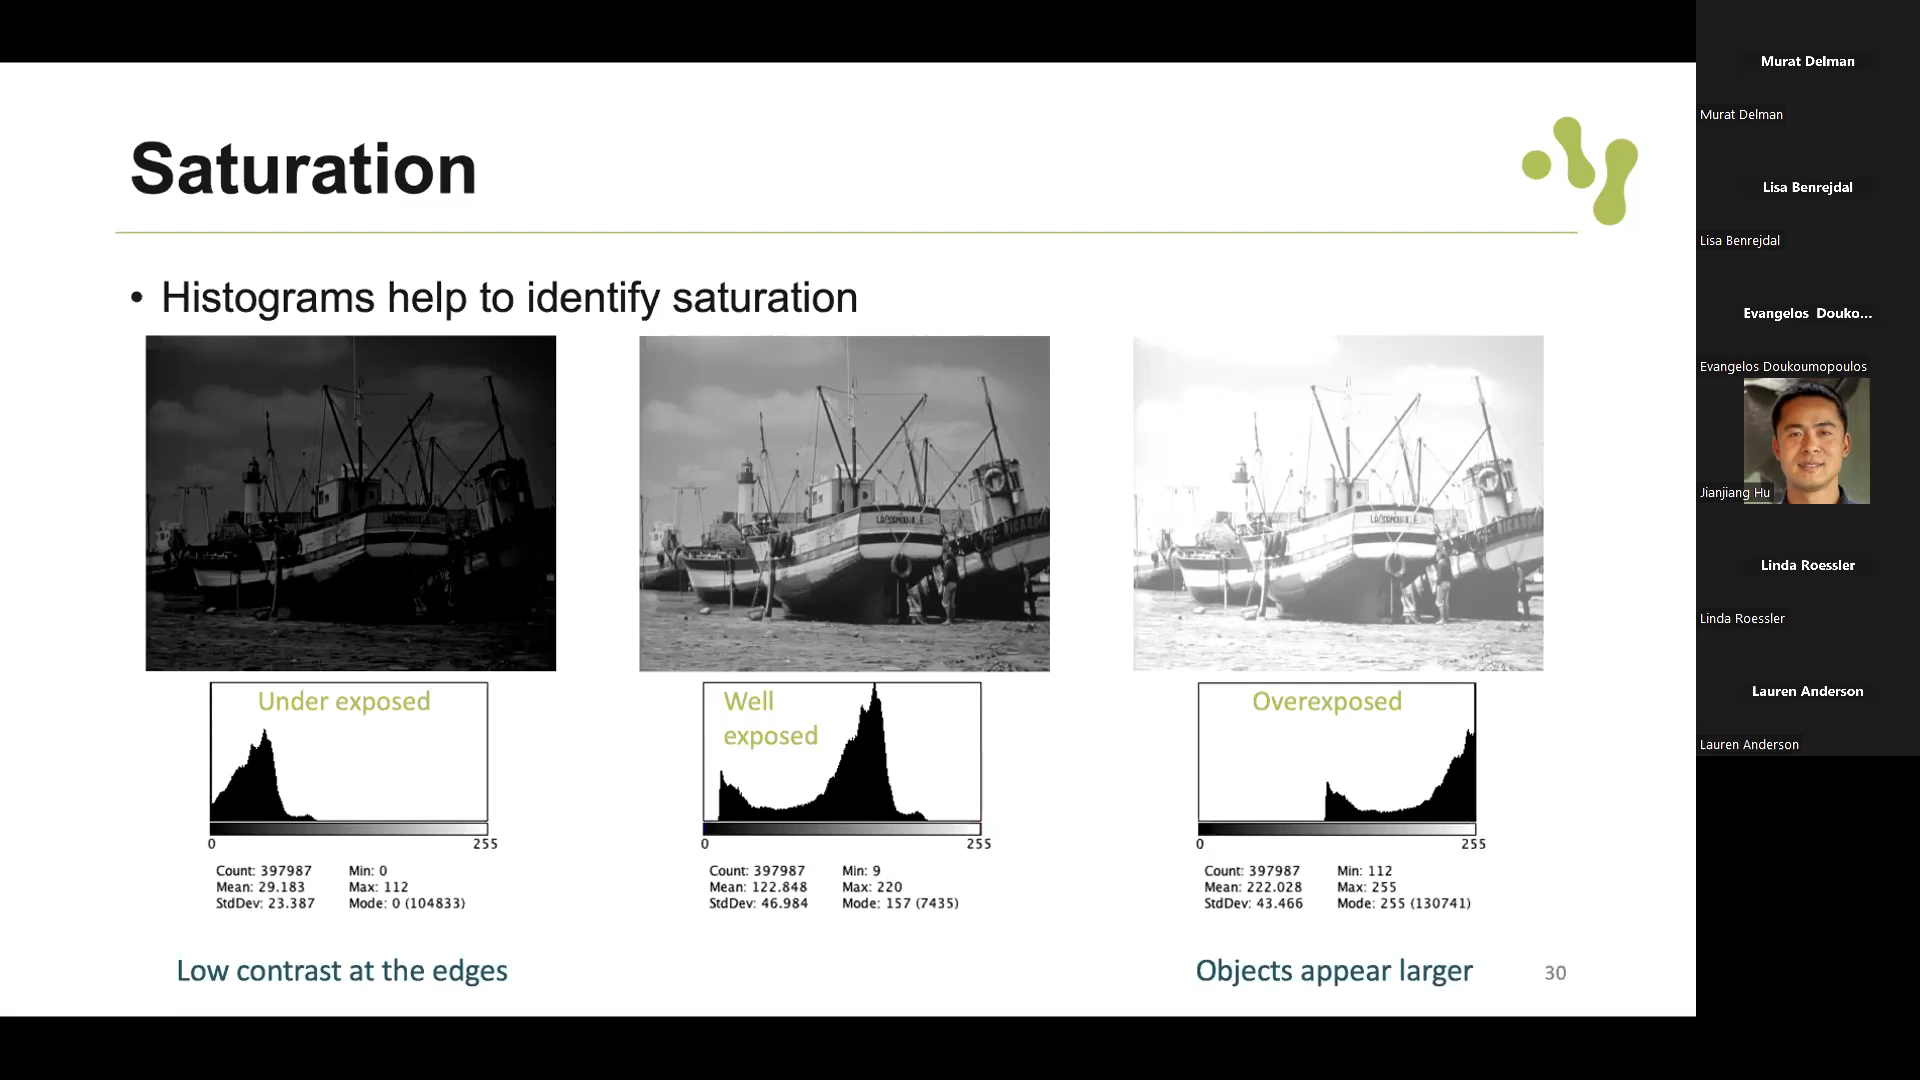 Saturation
• Histograms help to identify saturation
Under exposed
0 255
Count: 397987 Min: 0
Mean: 29.183 Max: 112
StdDev: 23.387 Mode: 0 (104833)
Low contrast at the edges
Well
exposed
0 255
Count: 397987 Min: 9
Mean: 122.848 Max: 220
StdDev: 46.984 Mode: 157 (7435)
Overexposed
0 255
Count: 397987 Min: 112
Mean: 222.028 Max: 255
StdDev: 43.466 Mode: 255 (130741)
Objects appear larger
30
Murat Delman
Murat Delman
Lisa Benrejdal
Lisa Benrejdal
Evangelos Douko...
Evangelos Doukoumopoulos
Jianjiang Hu
Linda Roessler
Linda Roessler
Lauren Anderson
Lauren Anderson